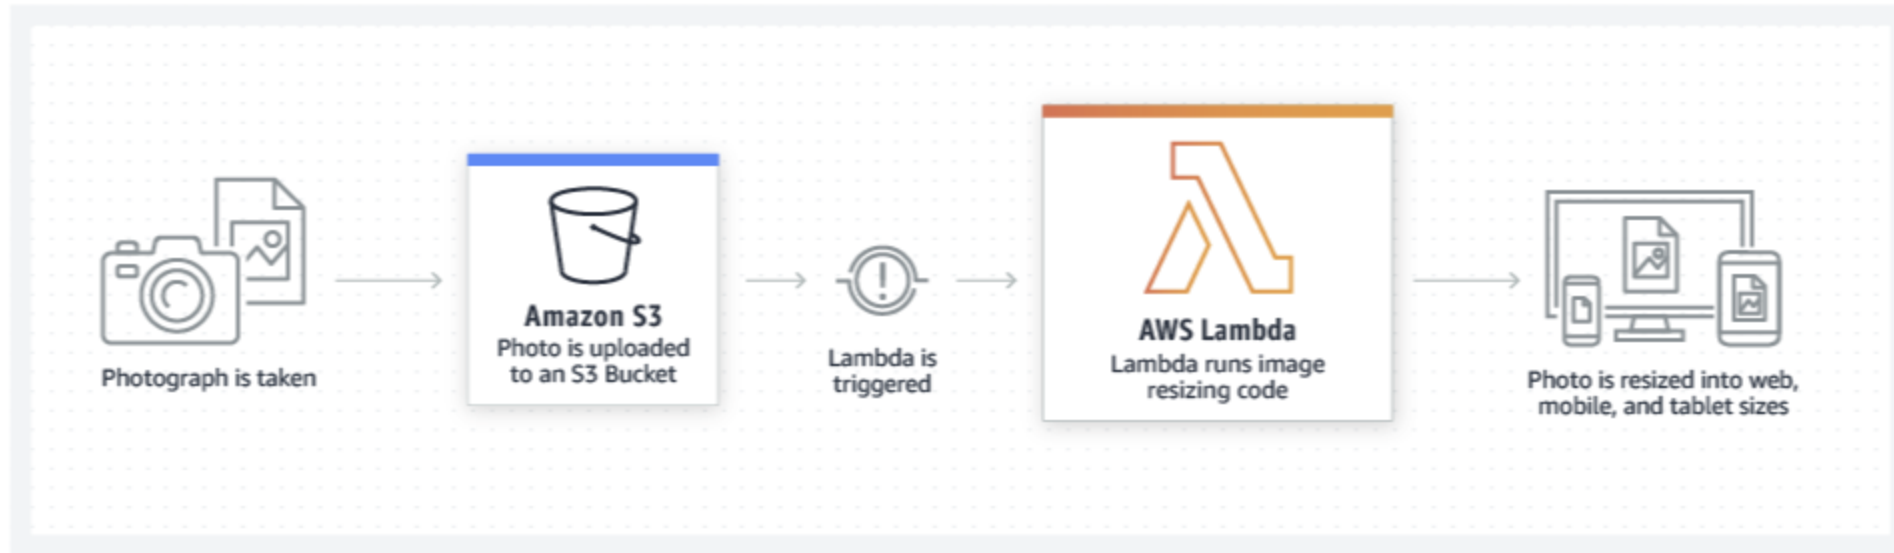 Photograph is taken
Amazon S3
Photo is uploaded
to an S3 Bucket
Lambda is
triggered
AWS Lambda
Lambda runs image
resizing code
Photo is resized into web,
mobile, and tablet sizes